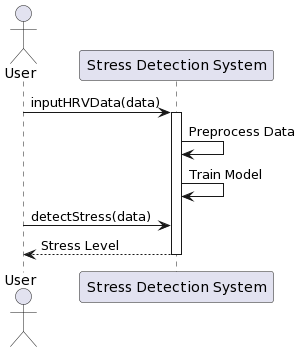 User
Stress Detection System
inputHRVData(data)
Preprocess Data
Train Model
detectStress(data)
Stress Level
User
Stress Detection System